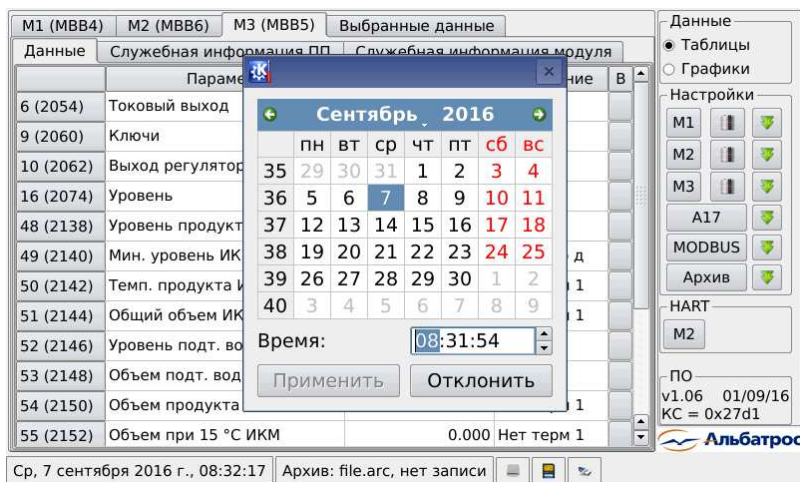 М1 (МВВ4) М2 (МВВ6) М3 (МВВ5) Выбранные данные
Данные Служебная информация ПП Служебная информация модуля
В
6 (2054) Токовый выход
9 (2060) Ключи
10 (2062) Выход
16 (2074) Уровень
48 (2138) Уровень
49 (2140) Мин. уровень ИК д
50 (2142) Темп. продукта 1
51 (2144) Общий объем 1
52 (2146) Уровень подт.
53 (2148) Объем подт.
54 (2150) Объем продукта 1
55 (2152) Объем при 15 °C ИКМ 0.000 Нет терм 1
Сентябрь 2016
пн вт ср чт пт сб вс
35 29 30 31 1 2 3 4
36 5 6 7 8 9 10 11
37 12 13 14 15 16 17 18
38 19 20 21 22 23 24 25
39 26 27 28 29 30 1 2
40 3 4 5 6 7 8 9
Время: 08:31:54
Применить Отклонить
Данные
Таблицы
Графики
Настройки
М1
М2
М3
А17
MODBUS
Архив
HART
М2
ПО
v1.06 01/09/16
КС = 0x27d1
Альбатрос
Ср, 7 сентября 2016 г., 08:32:17 Архив: file.arc, нет записи